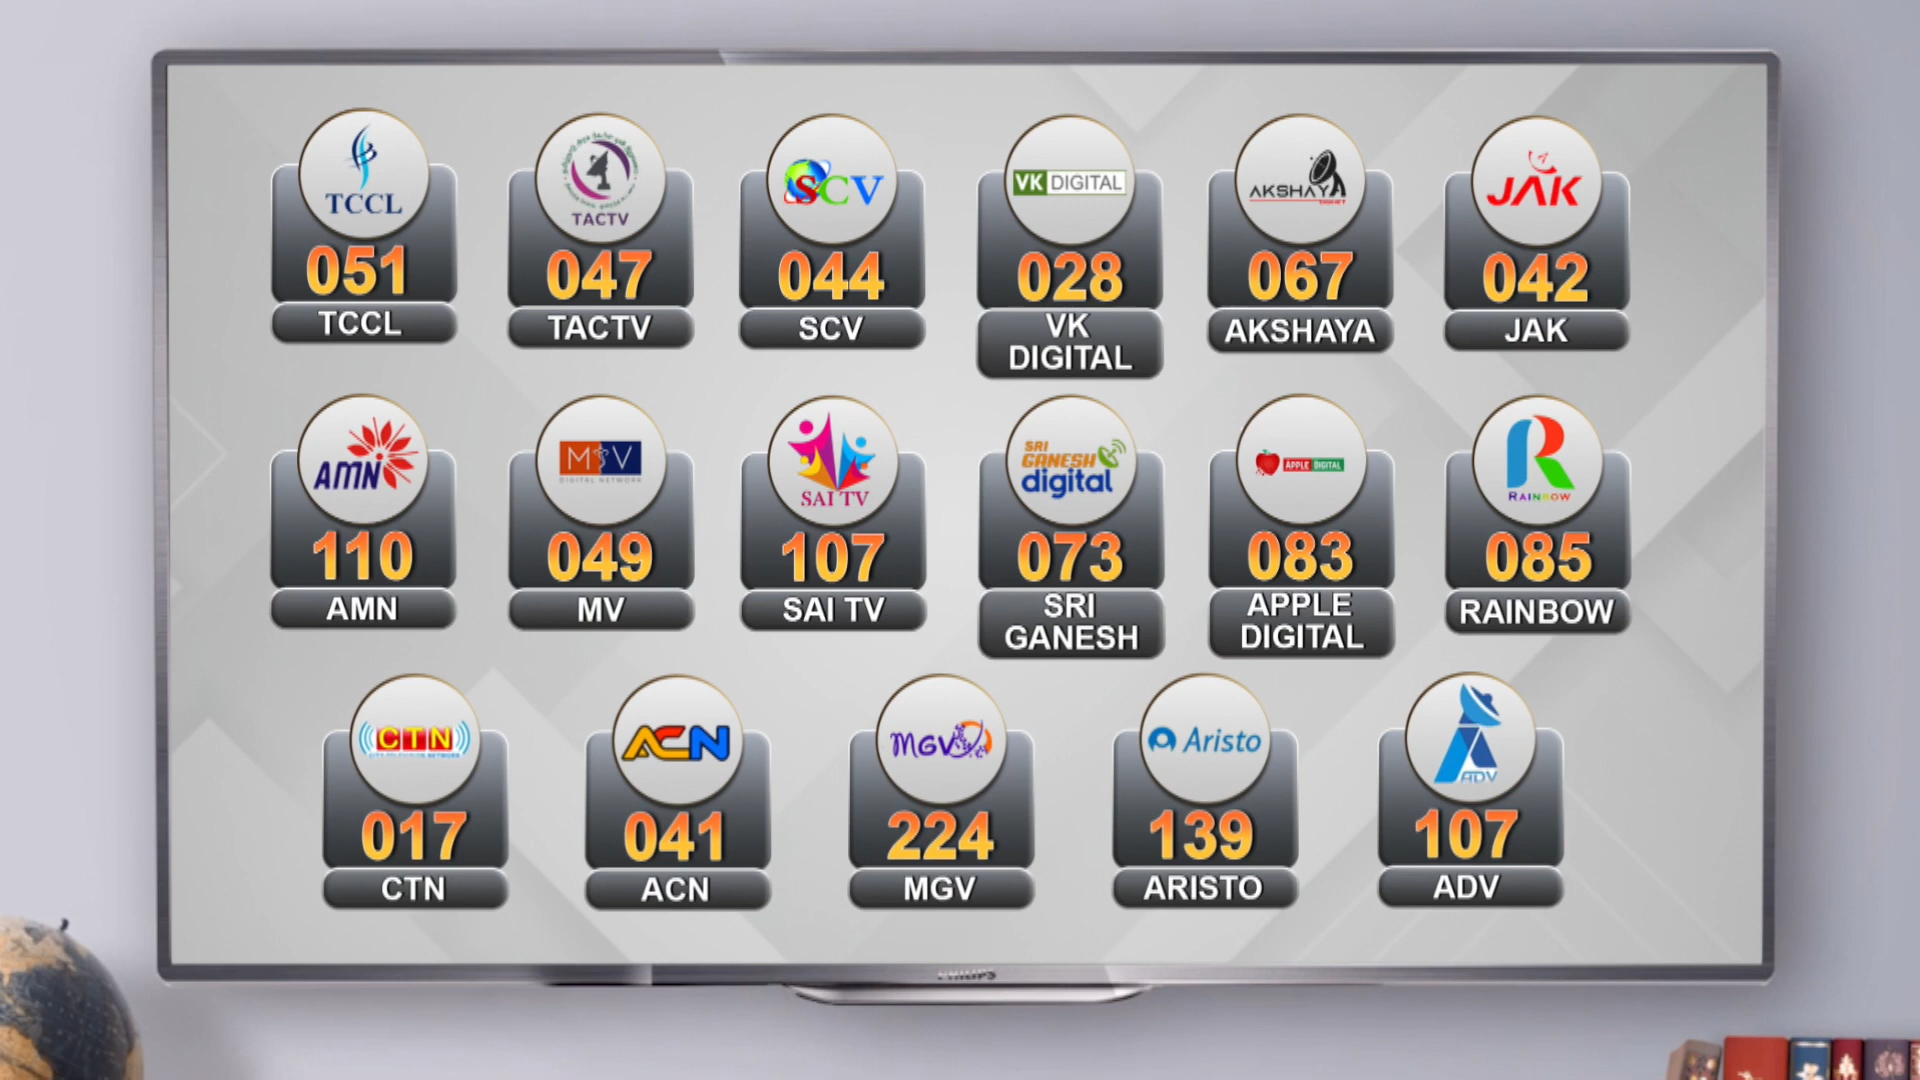 TCCL
TACTV
SCV
VK DIGITAL
AKSHAYA
JAK
051
047
044
028
067
042
TCCL
TACTV
SCV
VK
DIGITAL
AKSHAYA
JAK
AMN
MV
DIGITAL NETWORK
SAI TV
SRI
GANESH
digital
APPLE DIGITAL
RAINBOW
110
049
107
073
083
085
AMN
MV
SAI TV
SRI
GANESH
APPLE
DIGITAL
RAINBOW
CTN
ACN
MGV
Aristo
ADV
017
041
224
139
107
CTN
ACN
MGV
ARISTO
ADV
PHILIPS